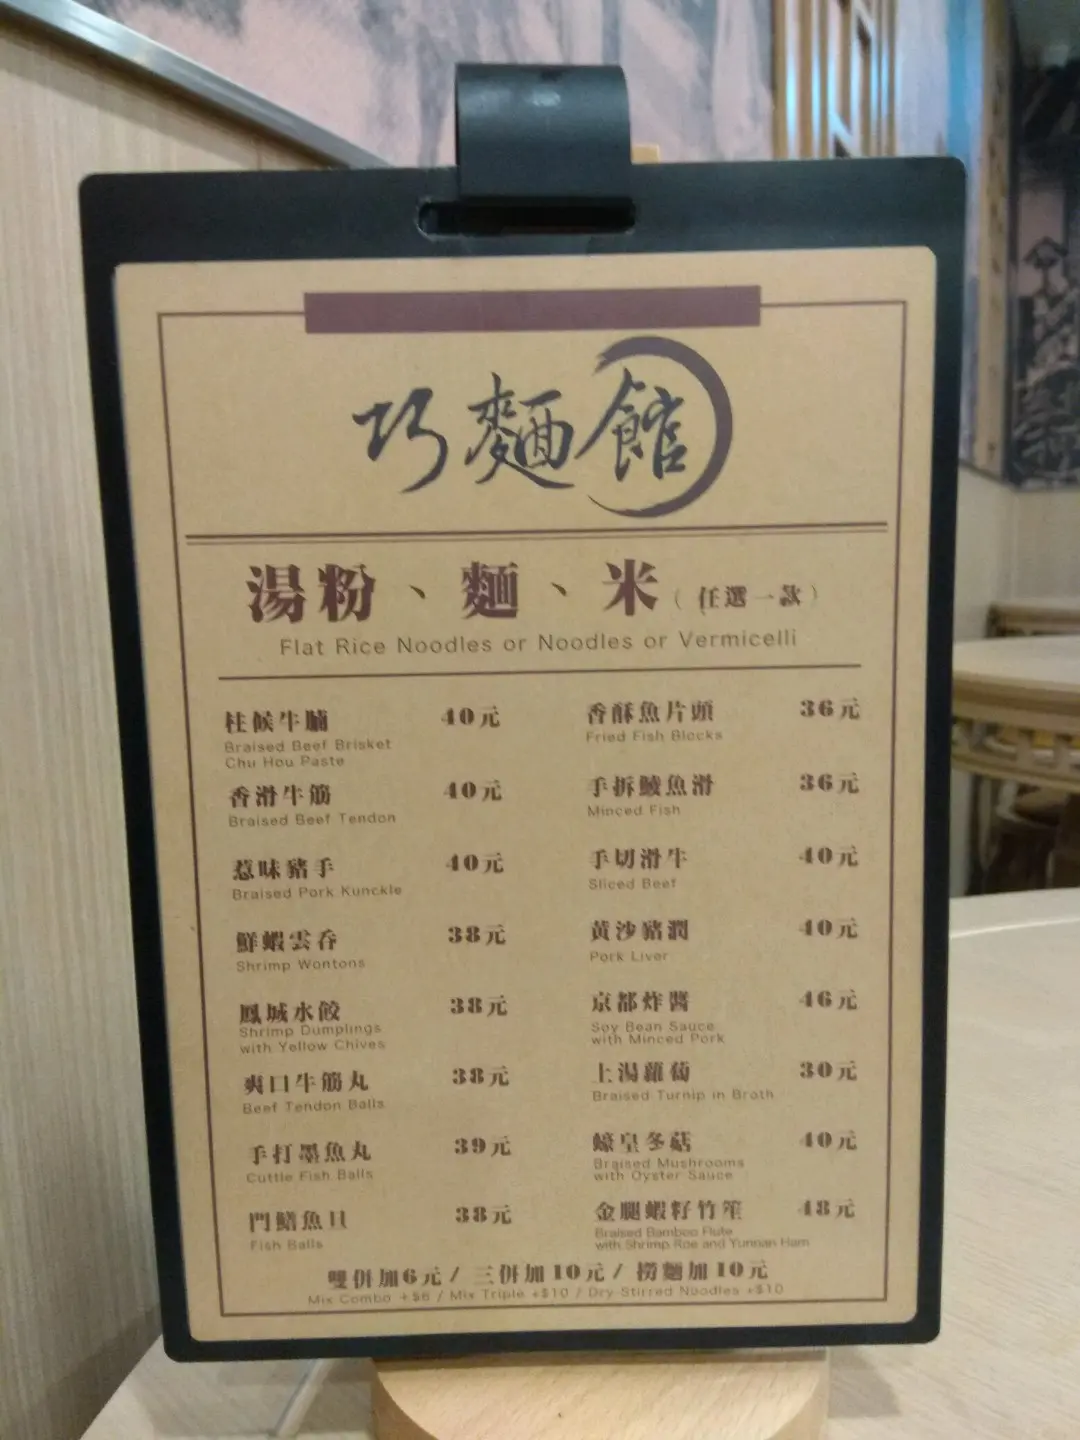 巧麵館
湯粉、麵、米（任選一款）
Flat Rice Noodles or Noodles or Vermicelli
柱候牛腩 40元
Braised Beef Brisket
Chu Hou Paste
香滑牛筋 40元
Braised Beef Tendon
惹味豬手 40元
Braised Pork Kunckle
鮮蝦雲吞 38元
Shrimp Wontons
鳳城水餃 38元
Shrimp Dumplings
with Yellow Chives
爽口牛筋丸 38元
Beef Tendon Balls
手打墨魚丸 39元
Cuttle Fish Balls
門鱔魚旦 38元
Fish Balls
香酥魚片頭 36元
Fried Fish Blocks
手拆鯪魚滑 36元
Minced Fish
手切滑牛 40元
Sliced Beef
黃沙豬潤 40元
Pork Liver
京都炸醬 46元
Soy Bean Sauce
with Minced Pork
上湯蘿蔔 30元
Braised Turnip in Broth
蠔皇冬菇 40元
Braised Mushrooms
with Oyster Sauce
金腿蝦籽竹笙 48元
Braised Bamboo Flute
with Shrimp Roe and Yunnan Ham
雙併加6元 / 三併加10元 / 撈麵加10元
Mix Combo +$6 / Mix Triple +$10 / Dry Stirred Noodles +$10